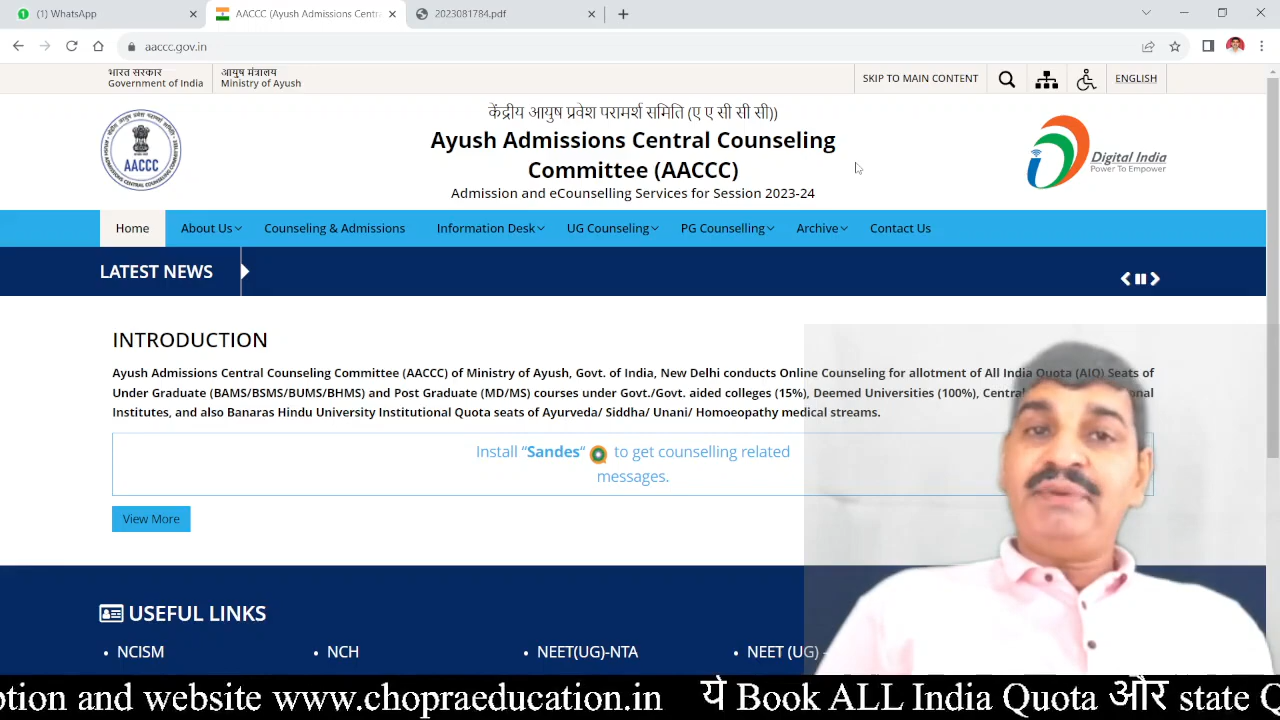 (1) WhatsApp
AACCC (Ayush Admissions Centr
2023081784.pdf
aaccc.gov.in
भारत सरकार
Government of India
आयुष मंत्रालय
Ministry of Ayush
SKIP TO MAIN CONTENT
ENGLISH
AACCC
केंद्रीय आयुष प्रवेश परामर्श समिति (ए ए सी सी सी))
Ayush Admissions Central Counseling
Committee (AACCC)
Admission and eCounselling Services for Session 2023-24
Digital India
Power To Empower
Home
About Us
Counseling & Admissions
Information Desk
UG Counseling
PG Counselling
Archive
Contact Us
LATEST NEWS
INTRODUCTION
Ayush Admissions Central Counseling Committee (AACCC) of Ministry of Ayush, Govt. of India, New Delhi conducts Online Counseling for allotment of All India Quota (AIQ) Seats of
Under Graduate (BAMS/BSMS/BUMS/BHMS) and Post Graduate (MD/MS) courses under Govt./Govt. aided colleges (15%), Deemed Universities (100%), Central
Institutes, and also Banaras Hindu University Institutional Quota seats of Ayurveda/ Siddha/ Unani/ Homoeopathy medical streams.
Install “Sandes“ to get counselling related
messages.
View More
USEFUL LINKS
• NCISM
• NCH
• NEET(UG)-NTA
• NEET (UG) -
ption and website www.chopraeducation.in ये Book ALL India Quota और state Q